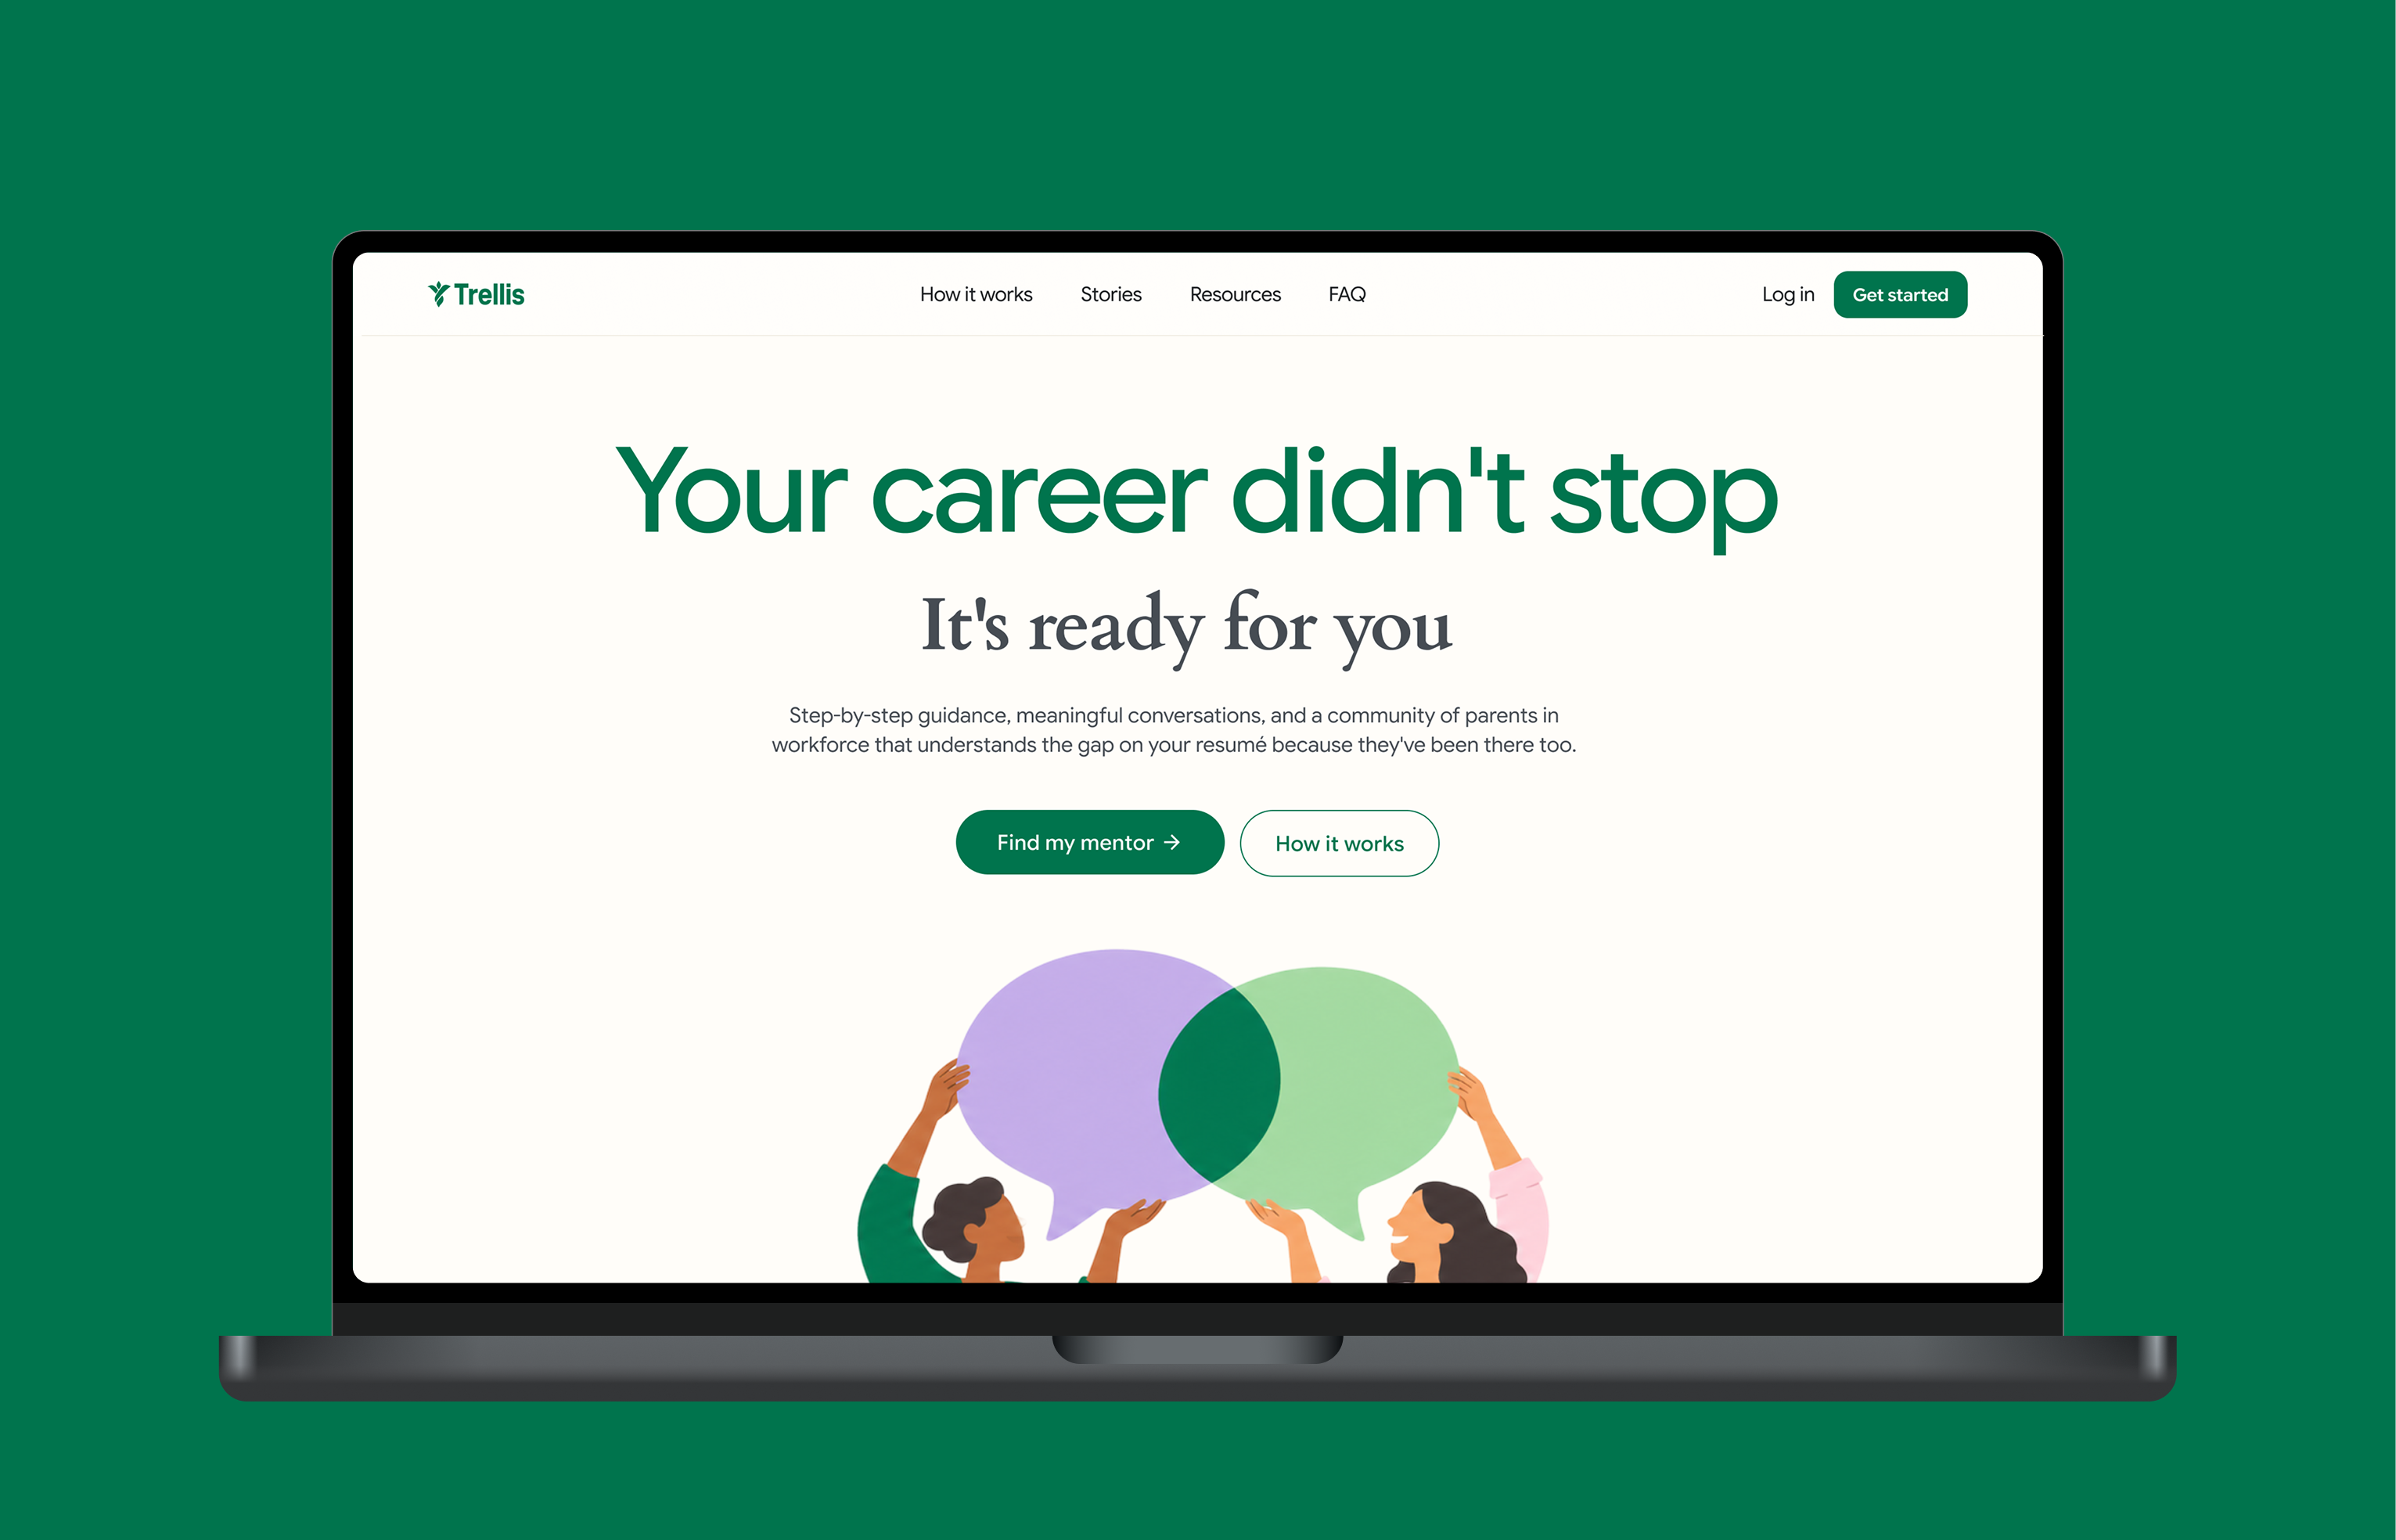 Trellis
How it works Stories Resources FAQ
Log in Get started
Your career didn't stop
It's ready for you
Step-by-step guidance, meaningful conversations, and a community of parents in
workforce that understands the gap on your resumé because they've been there too.
Find my mentor →
How it works